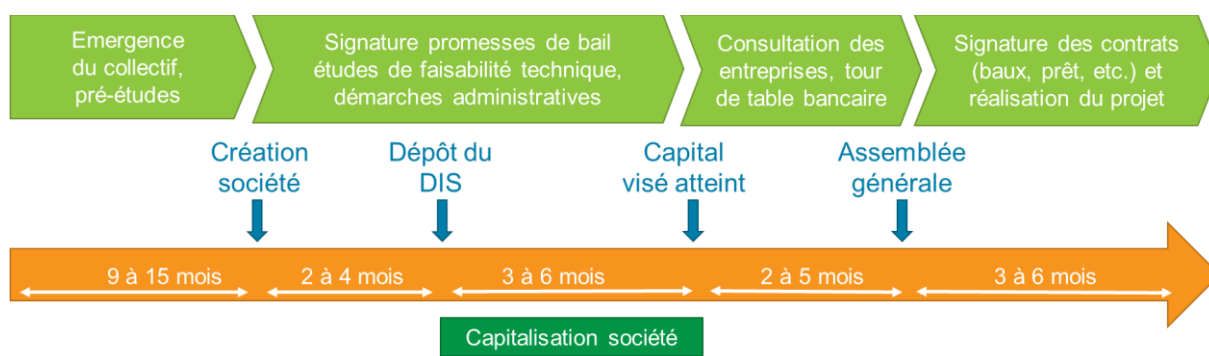 Emergence
du collectif,
pré-études
Signature promesses de bail
études de faisabilité technique,
démarches administratives
Consultation des
entreprises, tour
de table bancaire
Signature des contrats
(baux, prêt, etc.) et
réalisation du projet
Création
société
Dépôt du
DIS
Capital
visé atteint
Assemblée
générale
9 à 15 mois
2 à 4 mois
3 à 6 mois
2 à 5 mois
3 à 6 mois
Capitalisation société